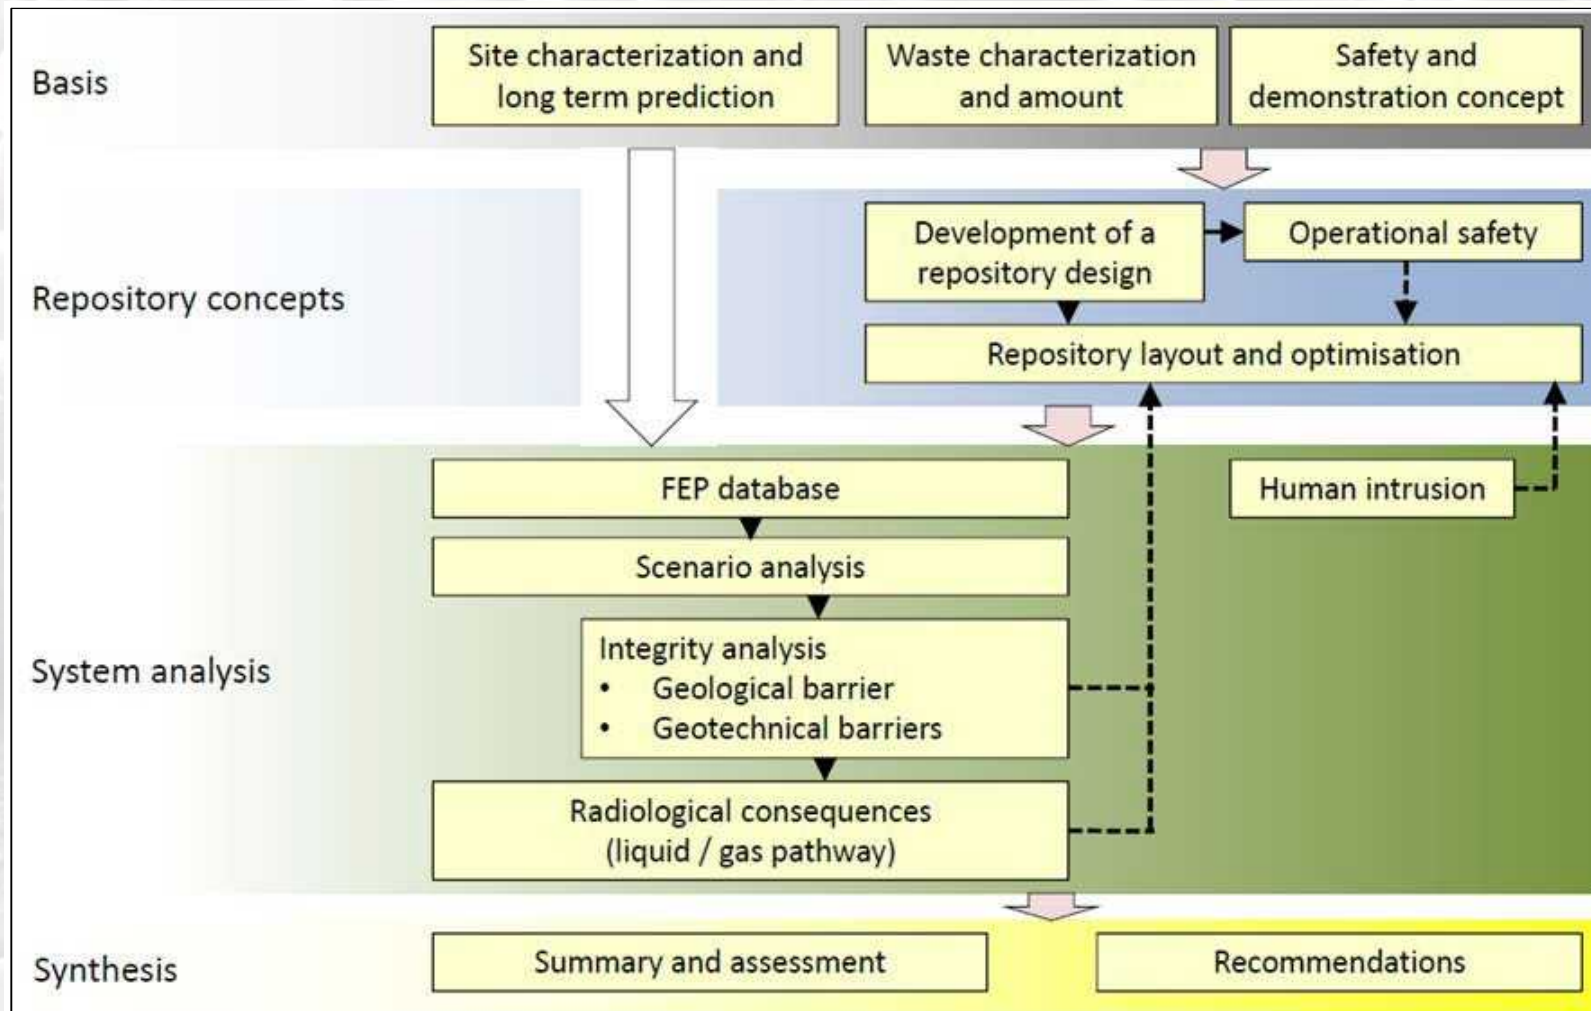 Basis
Site characterization and
long term prediction
Waste characterization
and amount
Safety and
demonstration concept
Repository concepts
Development of a
repository design
Operational safety
Repository layout and optimisation
System analysis
FEP database
Human intrusion
Scenario analysis
Integrity analysis
• Geological barrier
• Geotechnical barriers
Radiological consequences
(liquid / gas pathway)
Synthesis
Summary and assessment
Recommendations